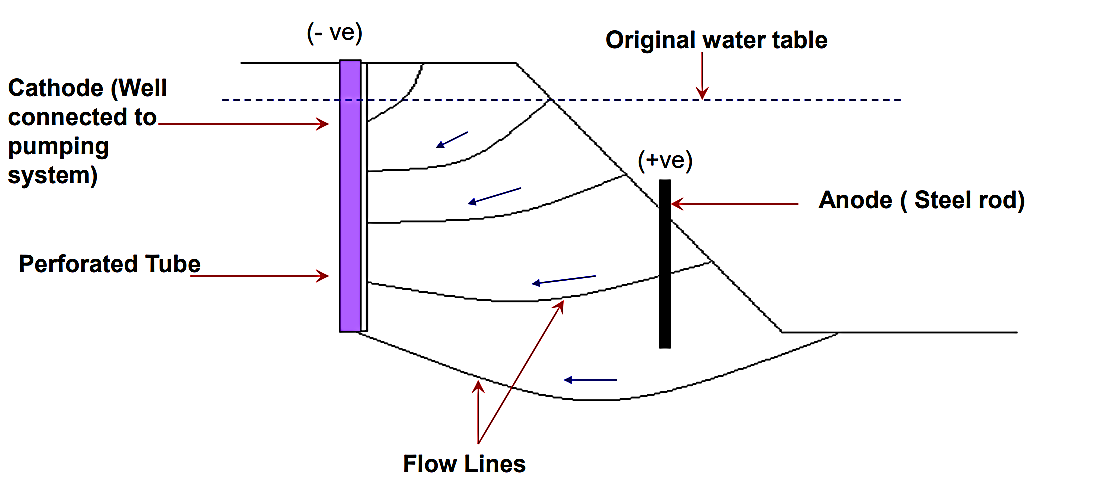 (- ve)
Original water table
Cathode (Well
connected to
pumping
system)
(+ve)
Anode ( Steel rod)
Perforated Tube
Flow Lines